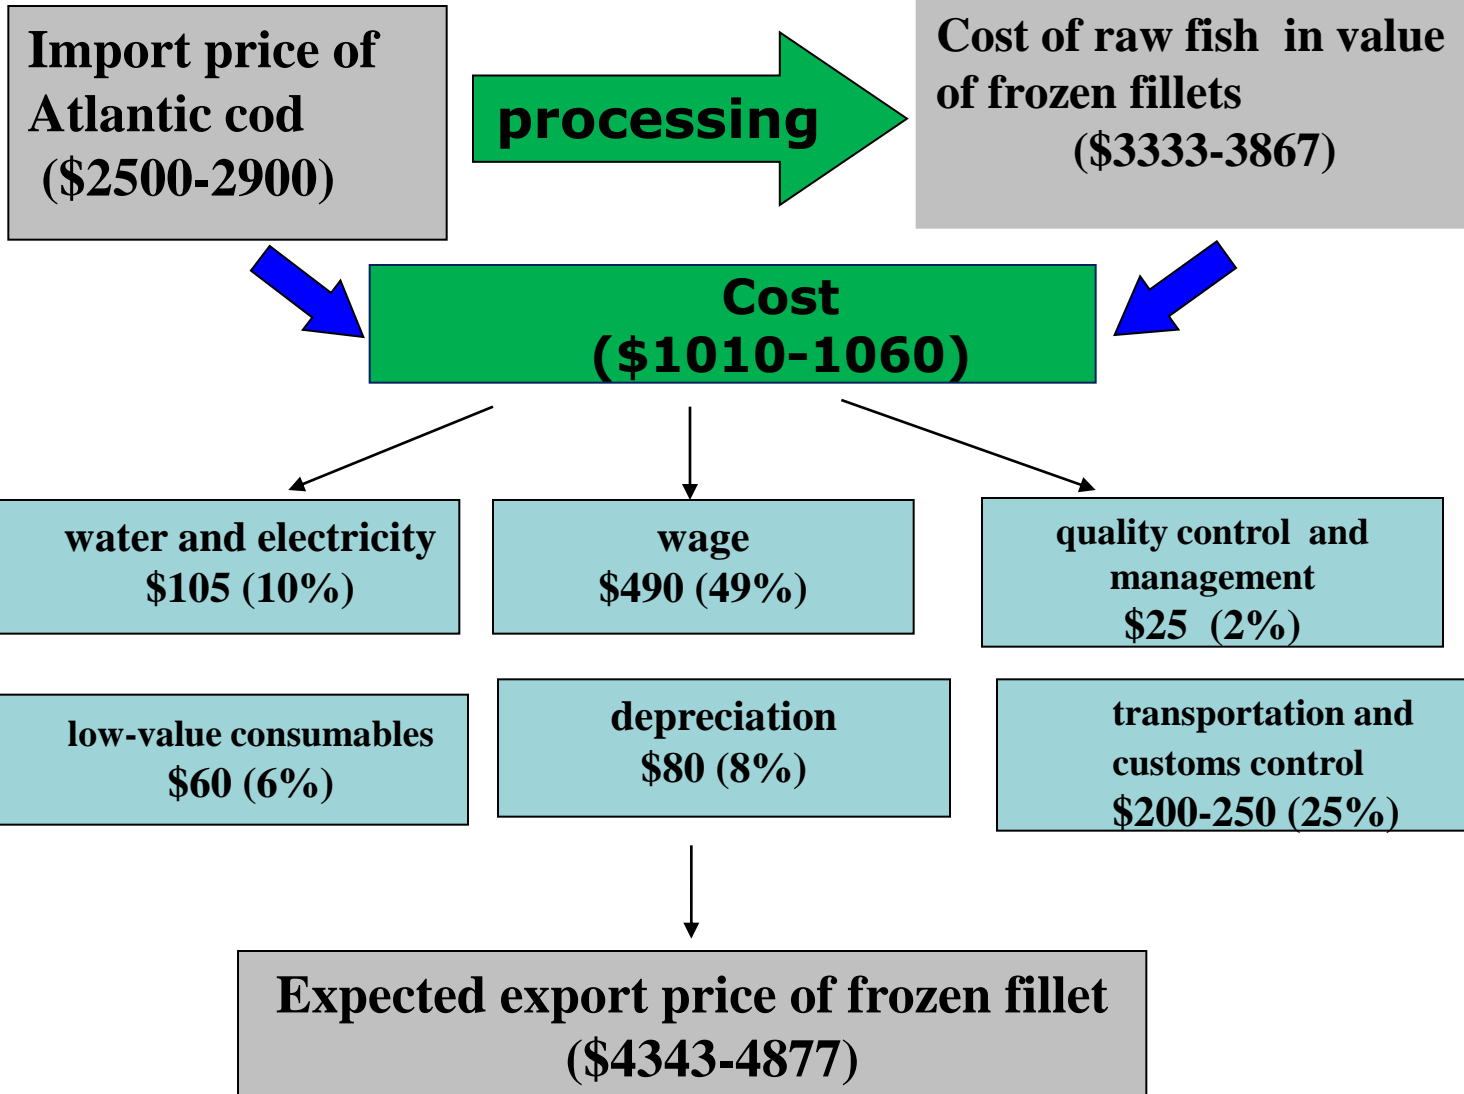 Import price of
Atlantic cod
($2500-2900)
processing
Cost of raw fish in value
of frozen fillets
($3333-3867)
Cost
($1010-1060)
water and electricity
$105 (10%)
wage
$490 (49%)
quality control and
management
$25 (2%)
low-value consumables
$60 (6%)
depreciation
$80 (8%)
transportation and
customs control
$200-250 (25%)
Expected export price of frozen fillet
($4343-4877)